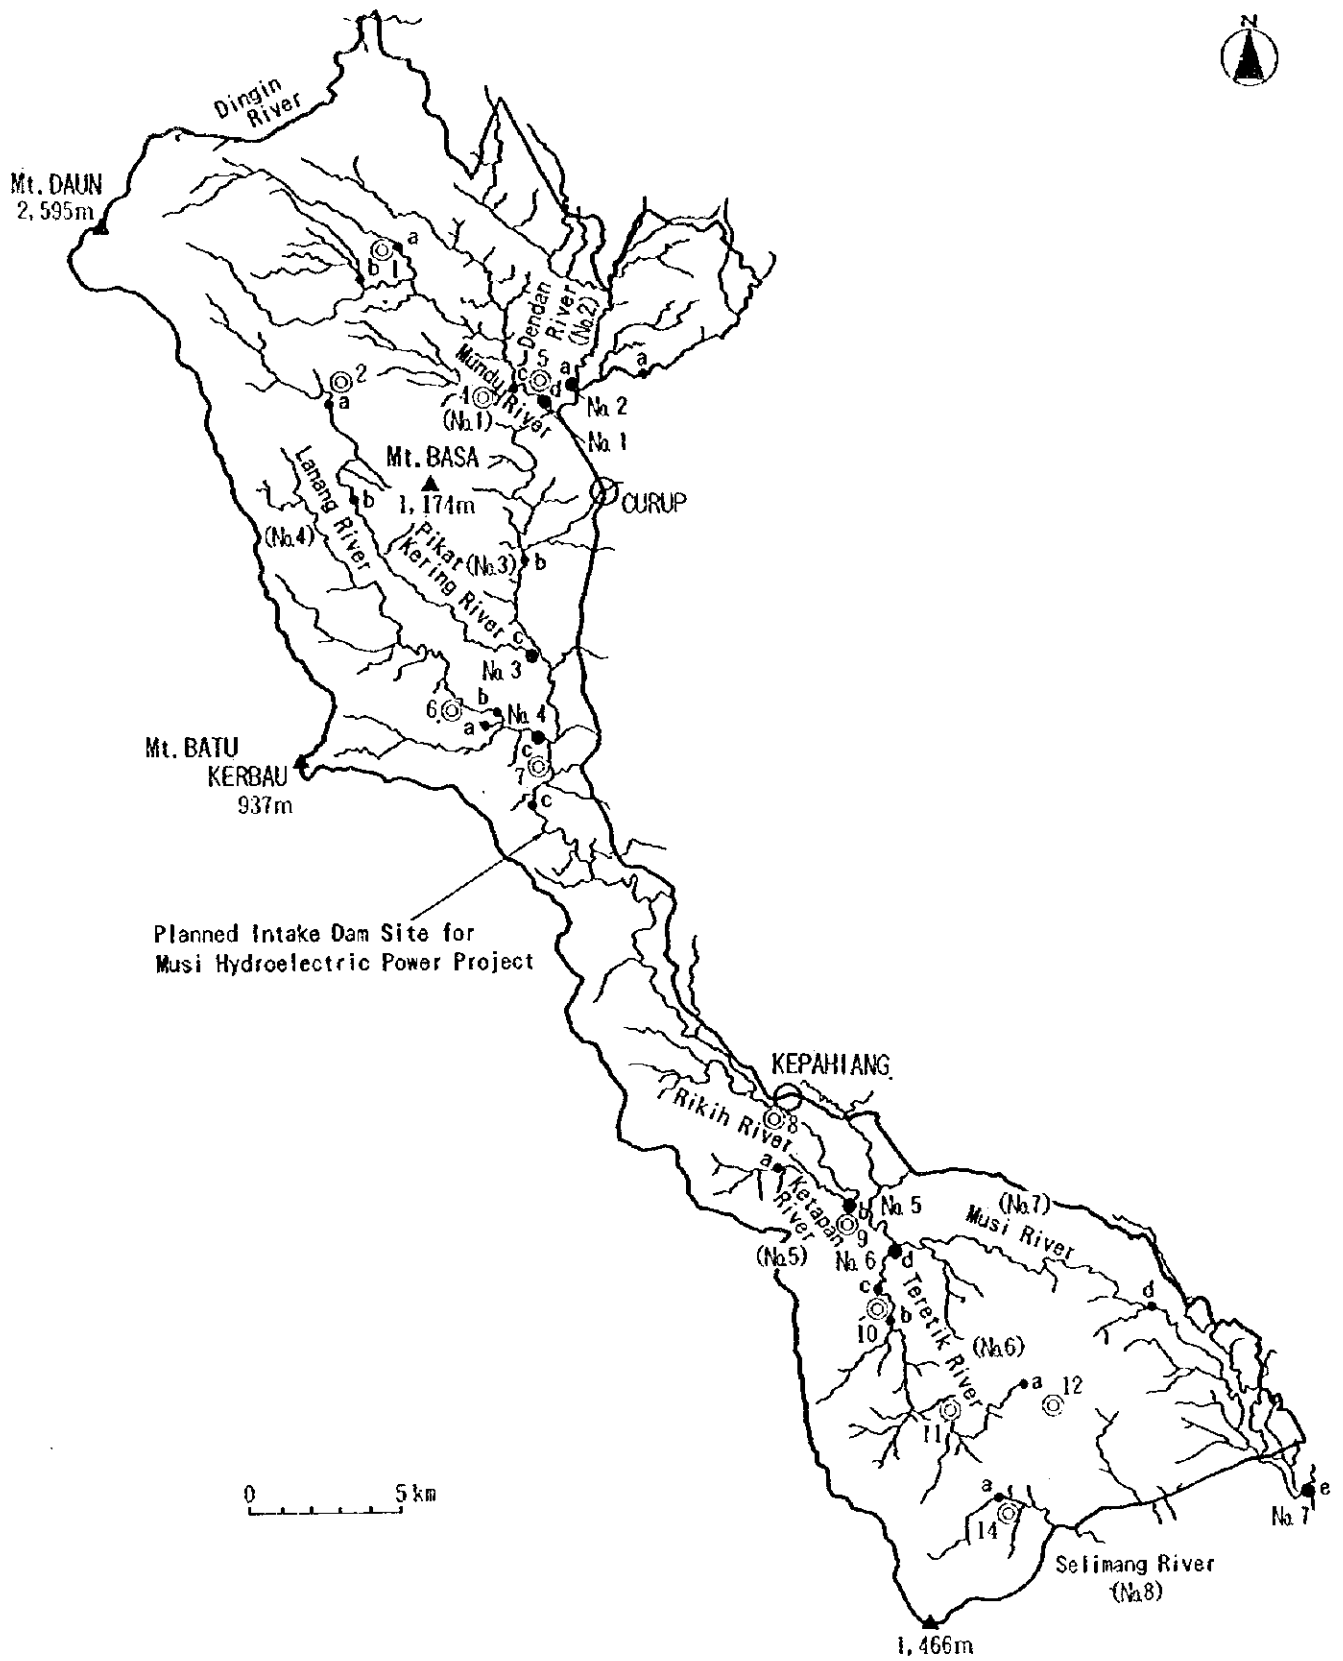 N
Dingin
River
Mt. DAUN
2,595m
a
b
1
Dendan
River
(No.2)
Mundu River
(No.1)
4
5
c
d
a
a
No. 2
No. 1
2
a
Mt. BASA
1,174m
CURUP
Lanang River
(No.4)
b
Pikat
Kering River
(No.3)
b
c
No. 3
6
b
a
No. 4
c
7
c
Mt. BATU
KERBAU
937m
Planned Intake Dam Site for
Musi Hydroelectric Power Project
KEPAHIANG
8
Rikih River
a
Ketapan
River
(No.5)
b
No. 5
9
No. 6
d
(No.7)
Musi River
d
c
10
b
Teretik River
(No.6)
a
12
11
a
14
e
No. 7
0 5 km
Selimang River
(No.8)
1,466m